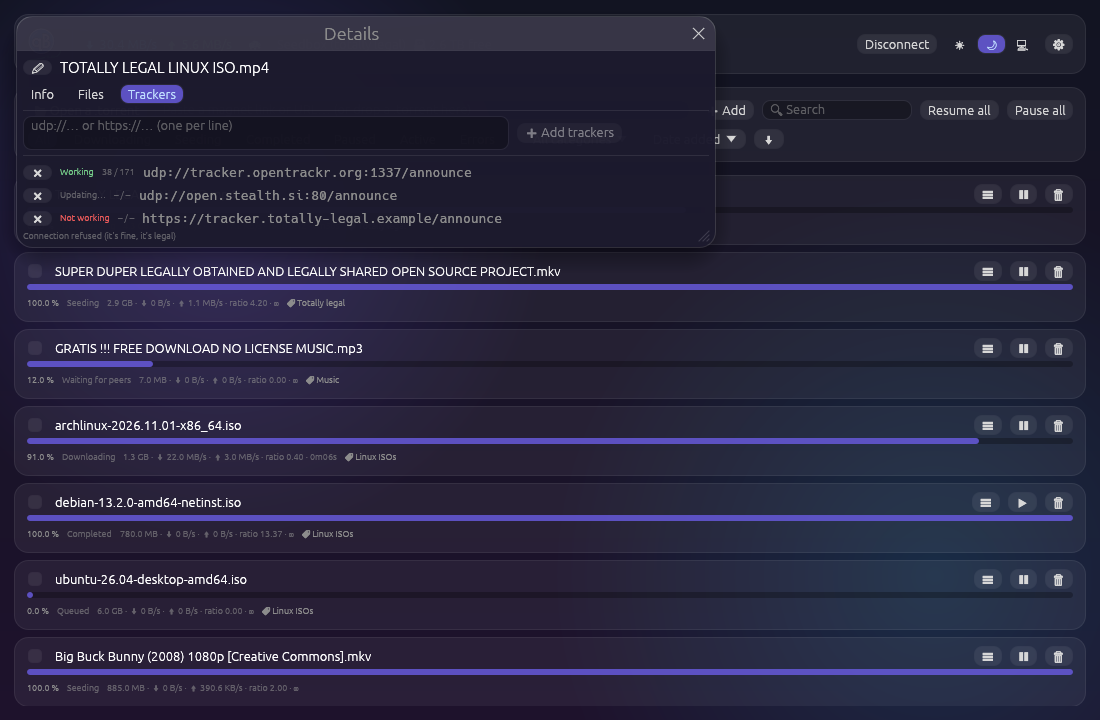 Details
TOTALLY LEGAL LINUX ISO.mp4
Info Files Trackers
udp://… or https://… (one per line)
Add trackers
Working 38 / 171 udp://tracker.opentrackr.org:1337/announce
Updating… –/– udp://open.stealth.si:80/announce
Not working –/– https://tracker.totally-legal.example/announce
Connection refused (it's fine, it's legal)
Disconnect
Add Search Resume all Pause all
SUPER DUPER LEGALLY OBTAINED AND LEGALLY SHARED OPEN SOURCE PROJECT.mkv
100.0 % Seeding 2.9 GB · ↓ 0 B/s · ↑ 1.1 MB/s · ratio 4.20 · ∞ Totally legal
GRATIS !!! FREE DOWNLOAD NO LICENSE MUSIC.mp3
12.0 % Waiting for peers 7.0 MB · ↓ 0 B/s · ↑ 0 B/s · ratio 0.00 · ∞ Music
archlinux-2026.11.01-x86_64.iso
91.0 % Downloading 1.3 GB · ↓ 22.0 MB/s · ↑ 3.0 MB/s · ratio 0.40 · 0m06s Linux ISOs
debian-13.2.0-amd64-netinst.iso
100.0 % Completed 780.0 MB · ↓ 0 B/s · ↑ 0 B/s · ratio 13.37 · ∞ Linux ISOs
ubuntu-26.04-desktop-amd64.iso
0.0 % Queued 6.0 GB · ↓ 0 B/s · ↑ 0 B/s · ratio 0.00 · ∞ Linux ISOs
Big Buck Bunny (2008) 1080p [Creative Commons].mkv
100.0 % Seeding 885.0 MB · ↓ 0 B/s · ↑ 390.6 KB/s · ratio 2.00 · ∞